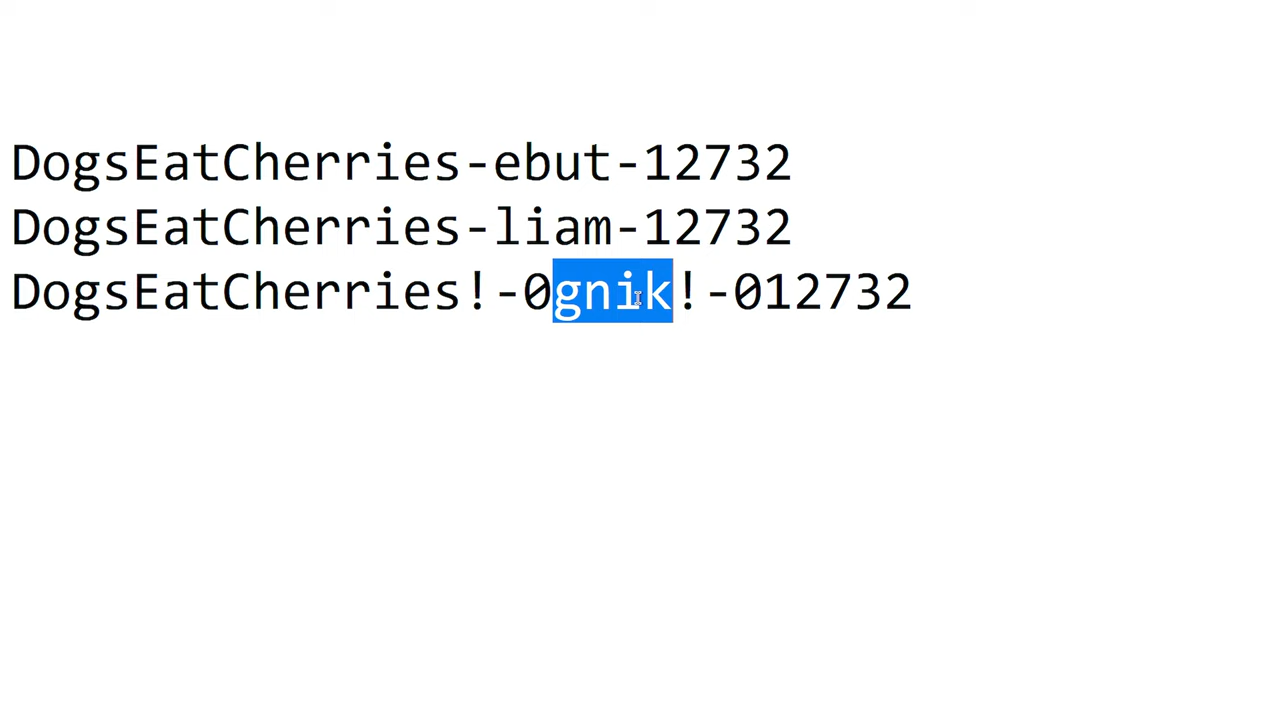 DogsEatCherries-ebut-12732
DogsEatCherries-liam-12732
DogsEatCherries!-0gnik!-012732